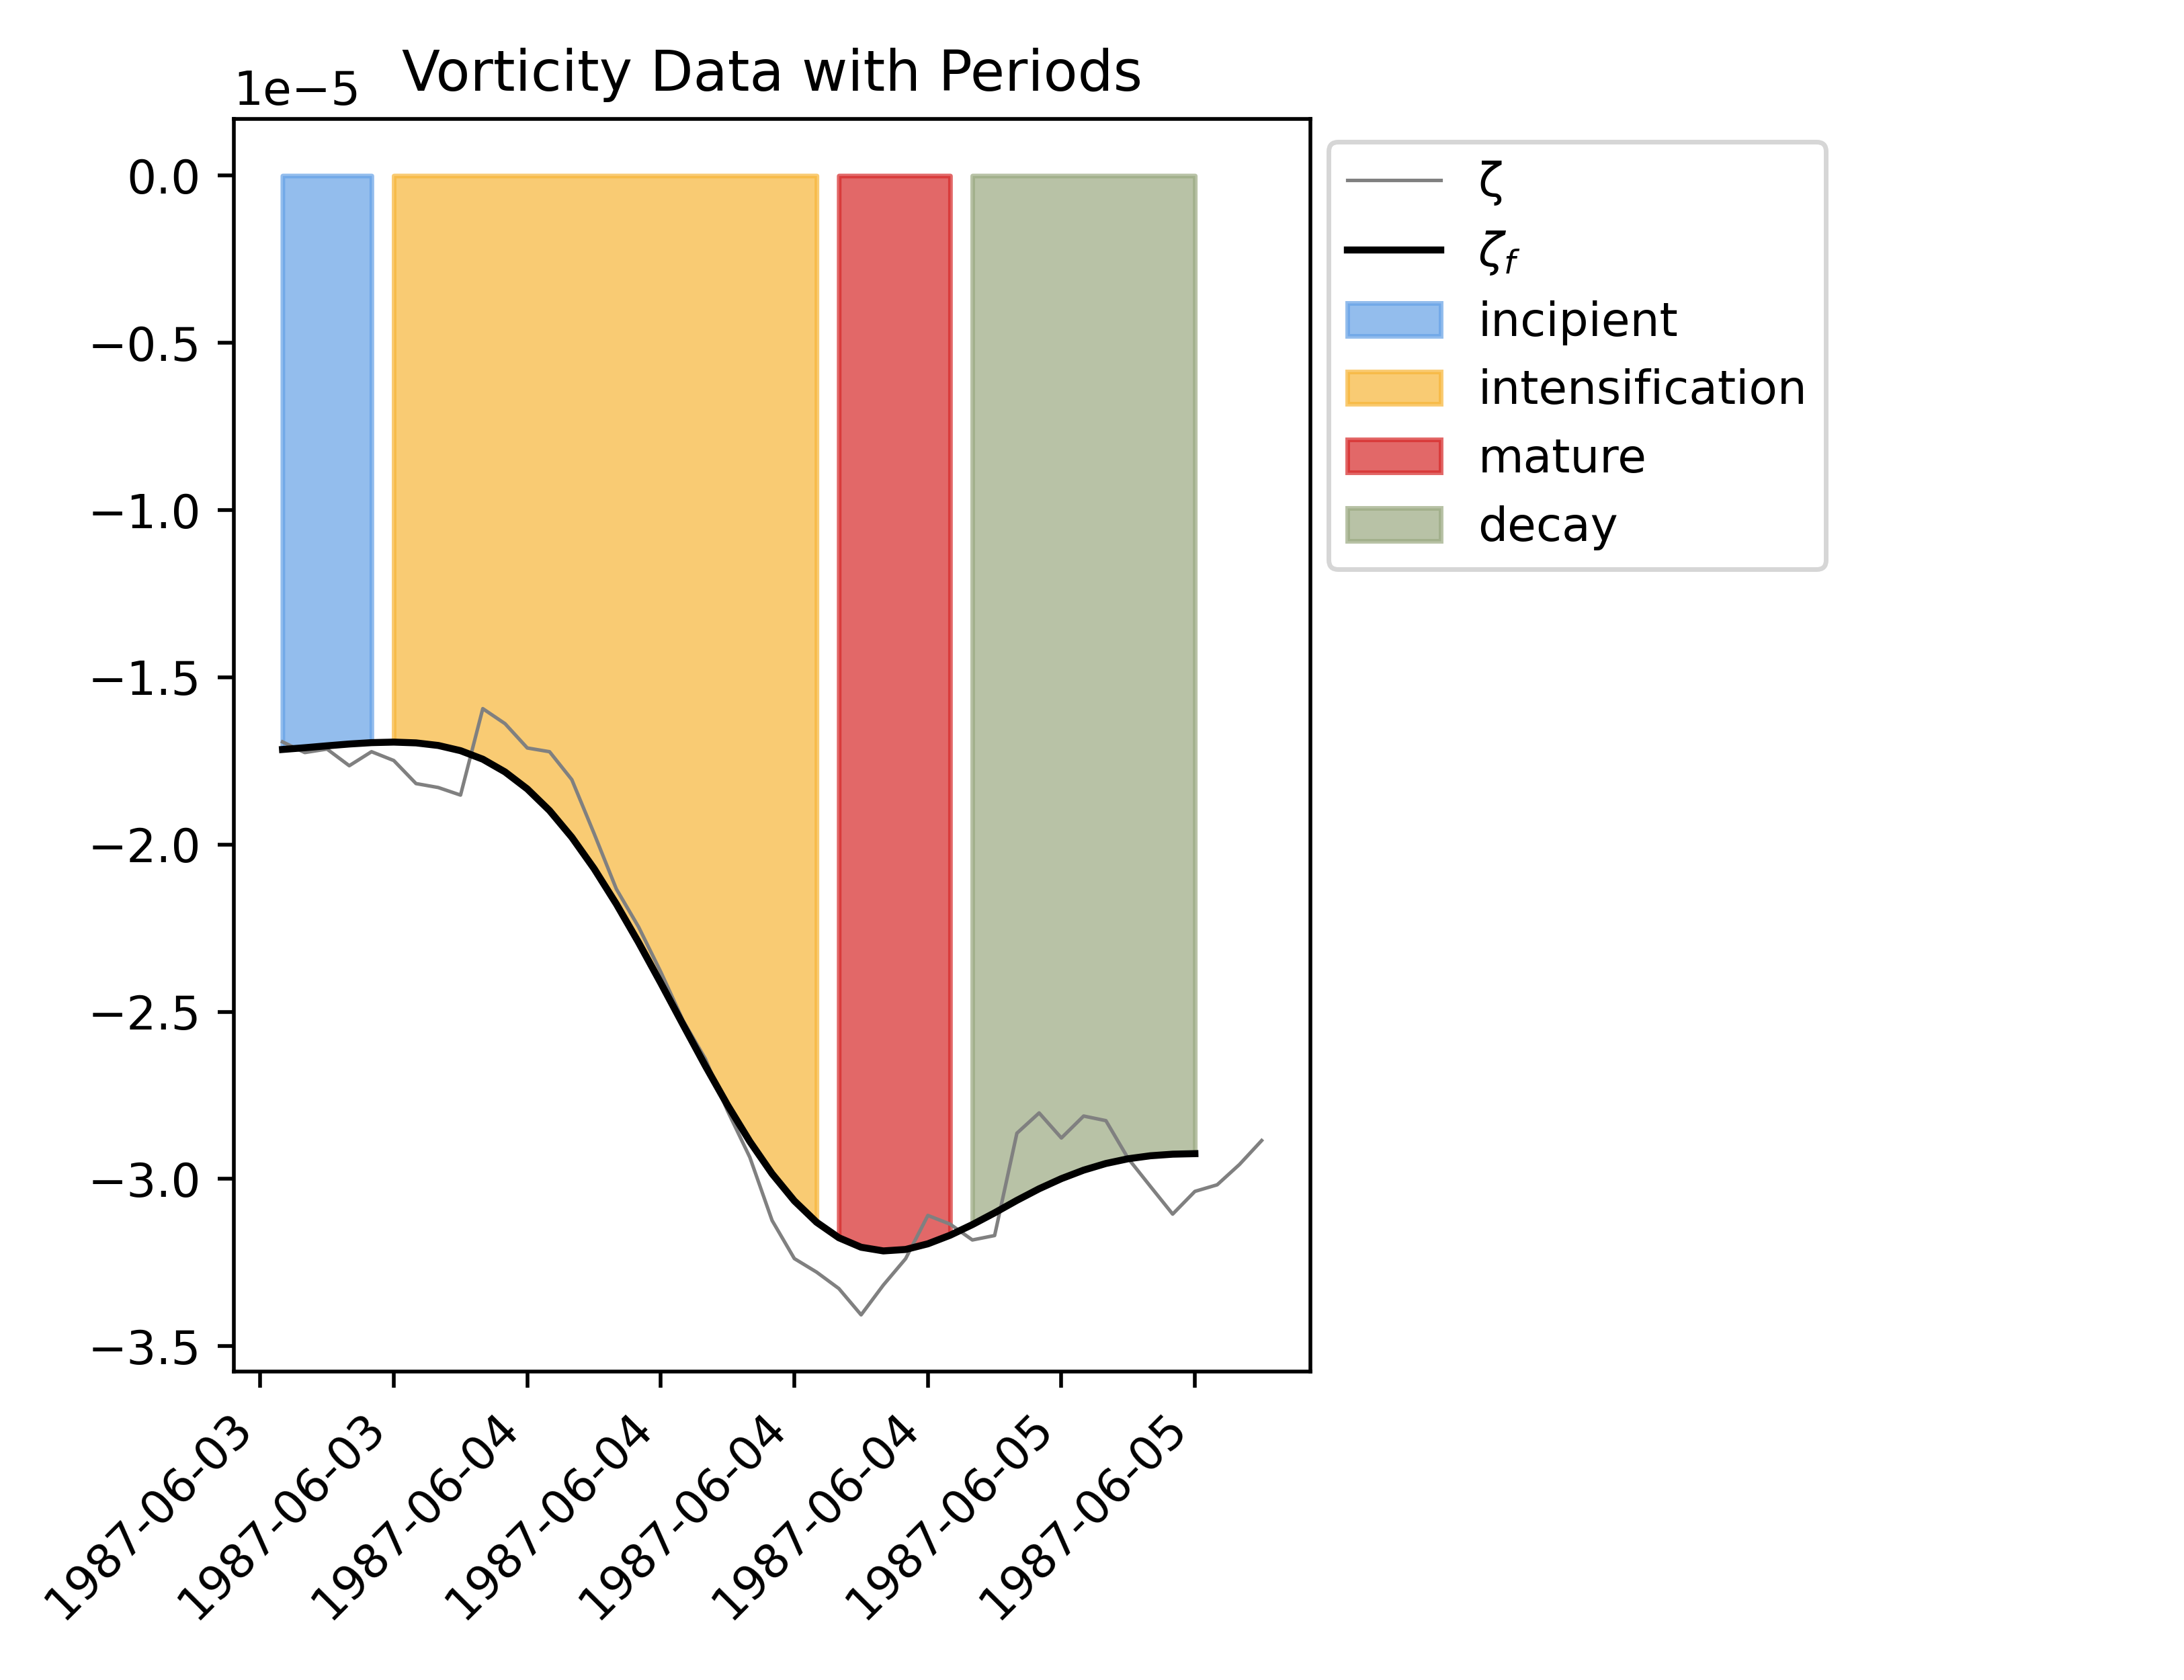 Vorticity Data with Periods
1e−5
0.0
−0.5
−1.0
−1.5
−2.0
−2.5
−3.0
−3.5
1987-06-03
1987-06-03
1987-06-04
1987-06-04
1987-06-04
1987-06-04
1987-06-05
1987-06-05
ζ
ζf
incipient
intensification
mature
decay